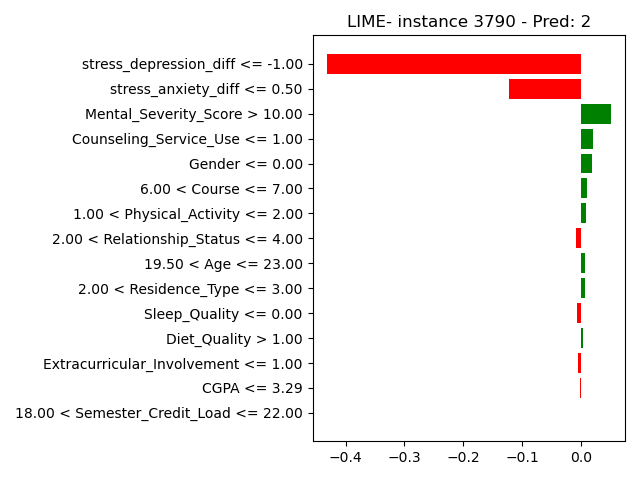 LIME- instance 3790 - Pred: 2
stress_depression_diff <= -1.00
stress_anxiety_diff <= 0.50
Mental_Severity_Score > 10.00
Counseling_Service_Use <= 1.00
Gender <= 0.00
6.00 < Course <= 7.00
1.00 < Physical_Activity <= 2.00
2.00 < Relationship_Status <= 4.00
19.50 < Age <= 23.00
2.00 < Residence_Type <= 3.00
Sleep_Quality <= 0.00
Diet_Quality > 1.00
Extracurricular_Involvement <= 1.00
CGPA <= 3.29
18.00 < Semester_Credit_Load <= 22.00
−0.4 −0.3 −0.2 −0.1 0.0